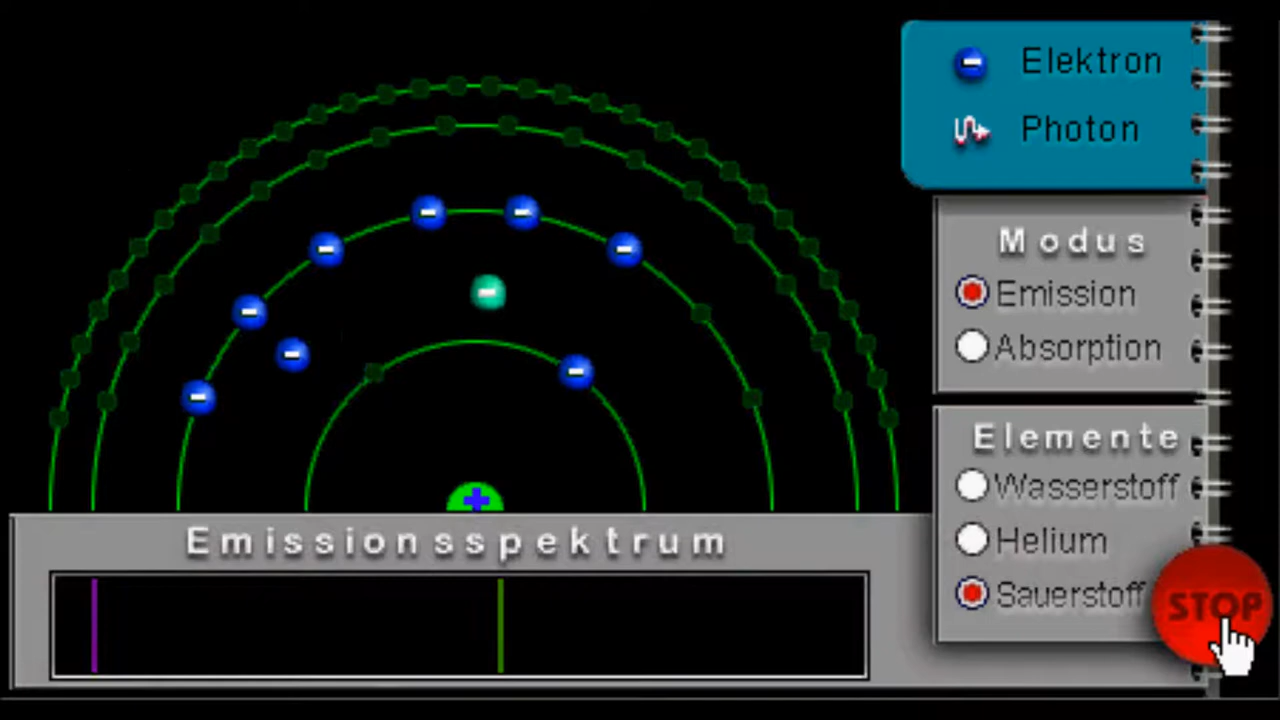 Elektron
Photon
Modus
Emission
Absorption
Elemente
Wasserstoff
Helium
Sauerstoff
STOP
Emissionsspektrum